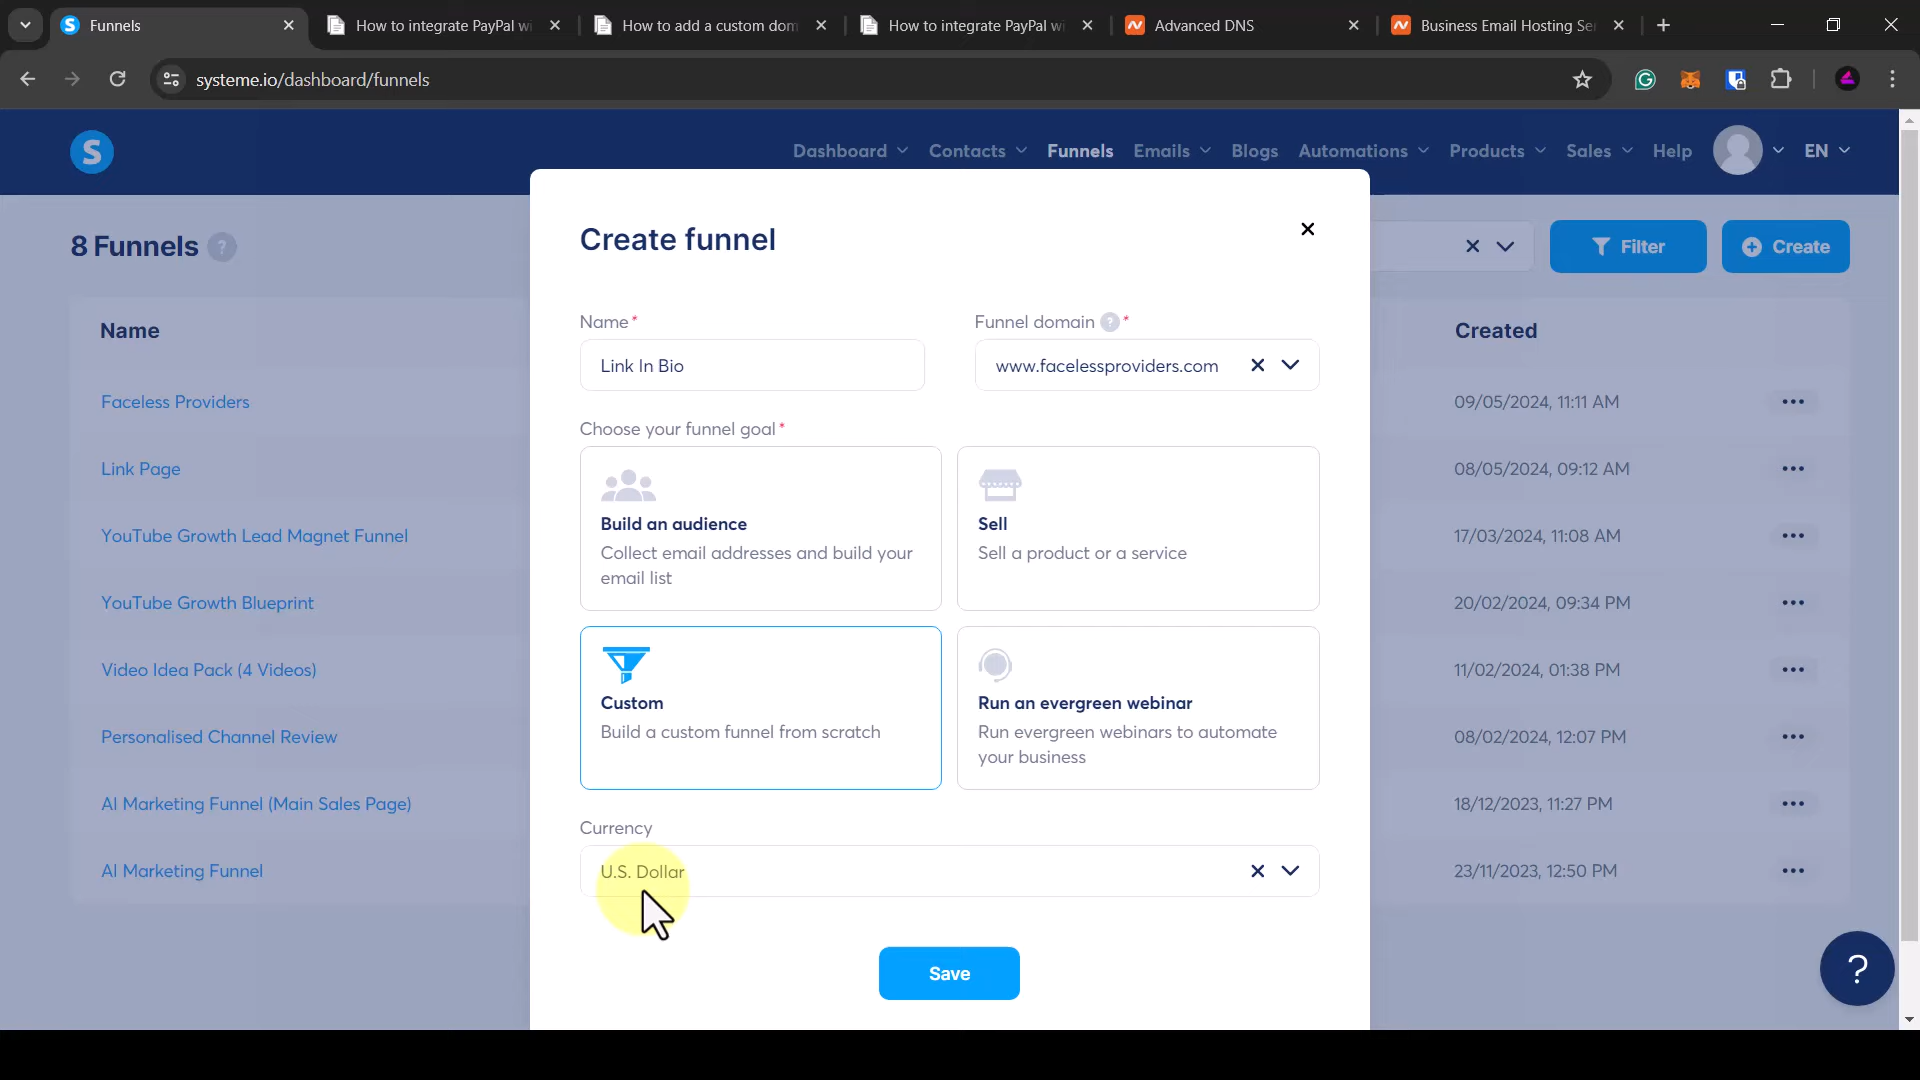 Funnels
How to integrate PayPal wi
How to add a custom dom
How to integrate PayPal wi
Advanced DNS
Business Email Hosting Ser
systeme.io/dashboard/funnels
S
Dashboard
Contacts
Funnels
Emails
Blogs
Automations
Products
Sales
Help
EN
8 Funnels ?
Filter
Create
Name
Created
Faceless Providers
09/05/2024, 11:11 AM
Link Page
08/05/2024, 09:12 AM
YouTube Growth Lead Magnet Funnel
17/03/2024, 11:08 AM
YouTube Growth Blueprint
20/02/2024, 09:34 PM
Video Idea Pack (4 Videos)
11/02/2024, 01:38 PM
Personalised Channel Review
08/02/2024, 12:07 PM
AI Marketing Funnel (Main Sales Page)
18/12/2023, 11:27 PM
AI Marketing Funnel
23/11/2023, 12:50 PM
Create funnel
Name*
Funnel domain ? *
Link In Bio
www.facelessproviders.com
Choose your funnel goal*
Build an audience
Collect email addresses and build your
email list
Sell
Sell a product or a service
Custom
Build a custom funnel from scratch
Run an evergreen webinar
Run evergreen webinars to automate
your business
Currency
U.S. Dollar
Save
?